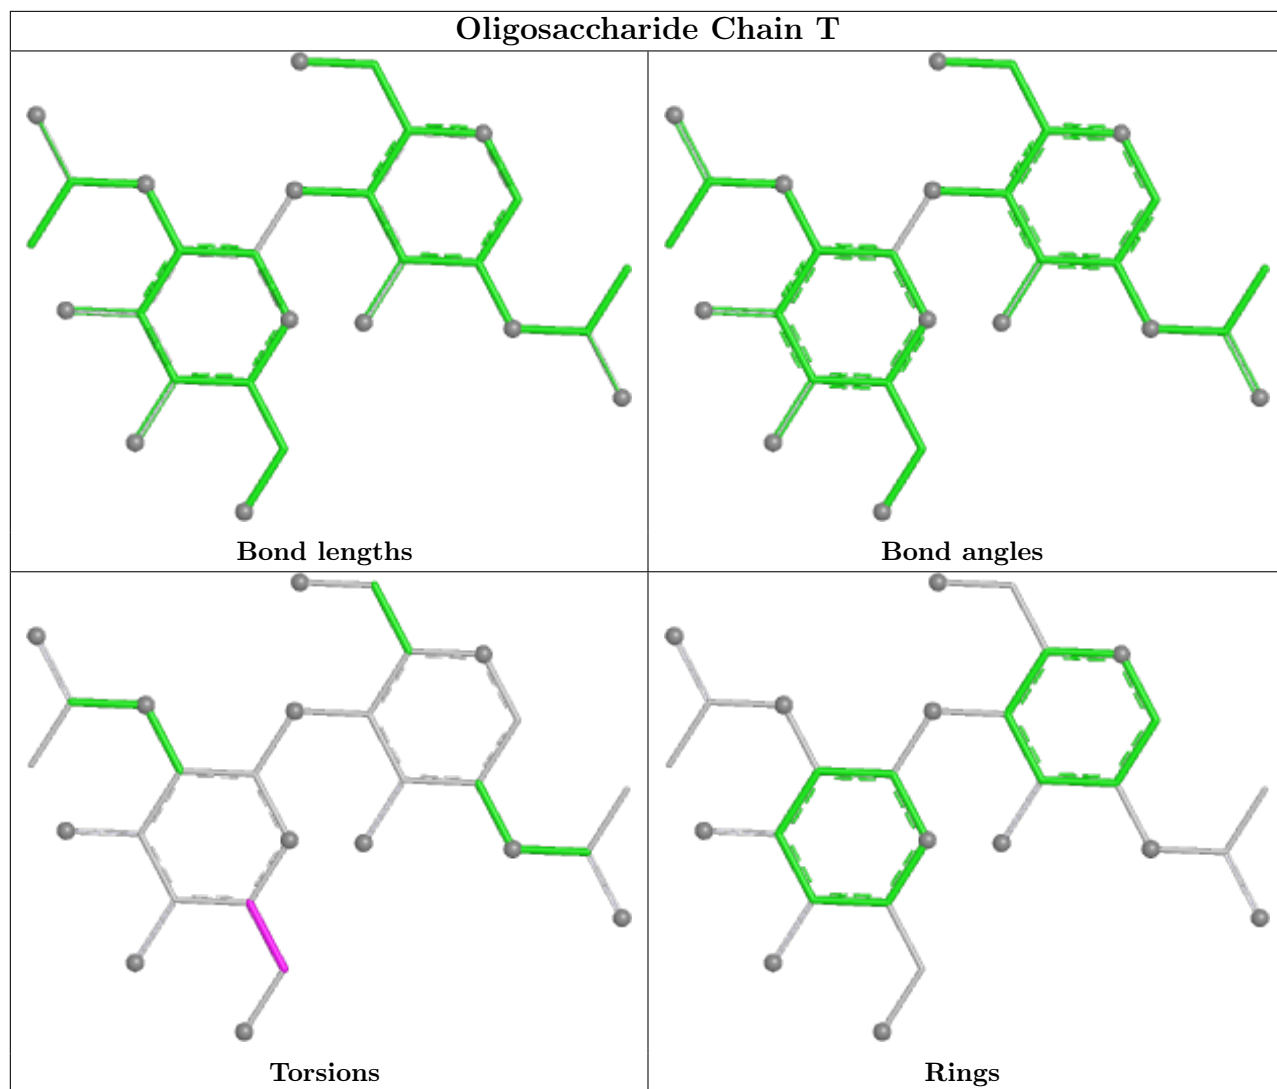 Oligosaccharide Chain T
Bond lengths
Bond angles
Torsions
Rings